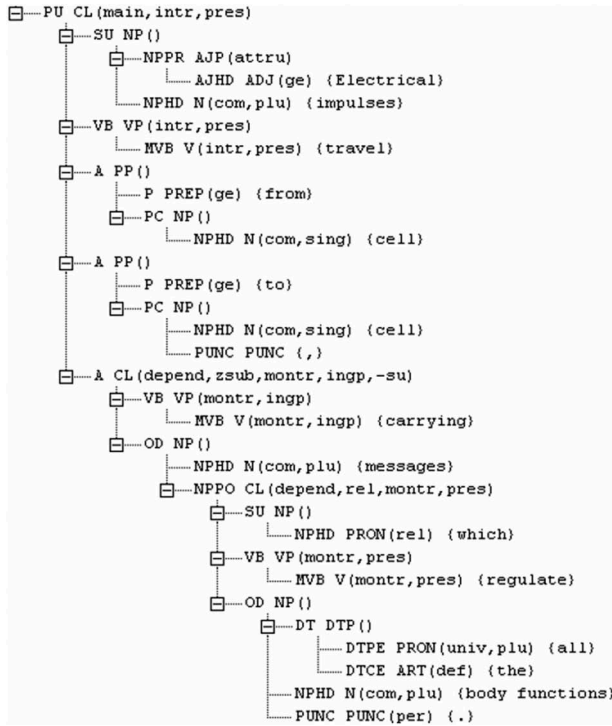 PU CL(main,intr,pres)
SU NP()
NPPR AJP(attru)
AJHD ADJ(ge) {Electrical}
NPHD N(com,plu) {impulses}
VB VP(intr,pres)
MVB V(intr,pres) {travel}
A PP()
P PREP(ge) {from}
PC NP()
NPHD N(com,sing) {cell}
A PP()
P PREP(ge) {to}
PC NP()
NPHD N(com,sing) {cell}
PUNC PUNC {,}
A CL(depend,zsub,montr,ingp,-su)
VB VP(montr,ingp)
MVB V(montr,ingp) {carrying}
OD NP()
NPHD N(com,plu) {messages}
NPPO CL(depend,rel,montr,pres)
SU NP()
NPHD PRON(rel) {which}
VB VP(montr,pres)
MVB V(montr,pres) {regulate}
OD NP()
DT DTP()
DTPE PRON(univ,plu) {all}
DTCE ART(def) {the}
NPHD N(com,plu) {body functions}
PUNC PUNC(per) {.}